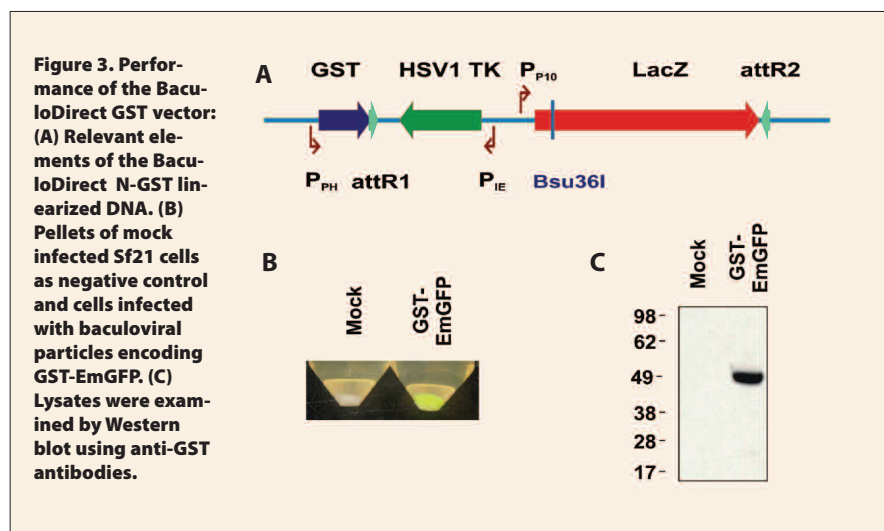 Figure 3. Perfor-
mance of the Bacu-
loDirect GST vector:
(A) Relevant ele-
ments of the Bacu-
loDirect N-GST lin-
earized DNA. (B)
Pellets of mock
infected Sf21 cells
as negative control
and cells infected
with baculoviral
particles encoding
GST-EmGFP. (C)
Lysates were exam-
ined by Western
blot using anti-GST
antibodies.
A
GST HSV1 TK PP10 LacZ attR2
PPH attR1 PIE Bsu36I
B
Mock
GST-
EmGFP
C
Mock
GST-
EmGFP
98-
62-
49-
38-
28-
17-